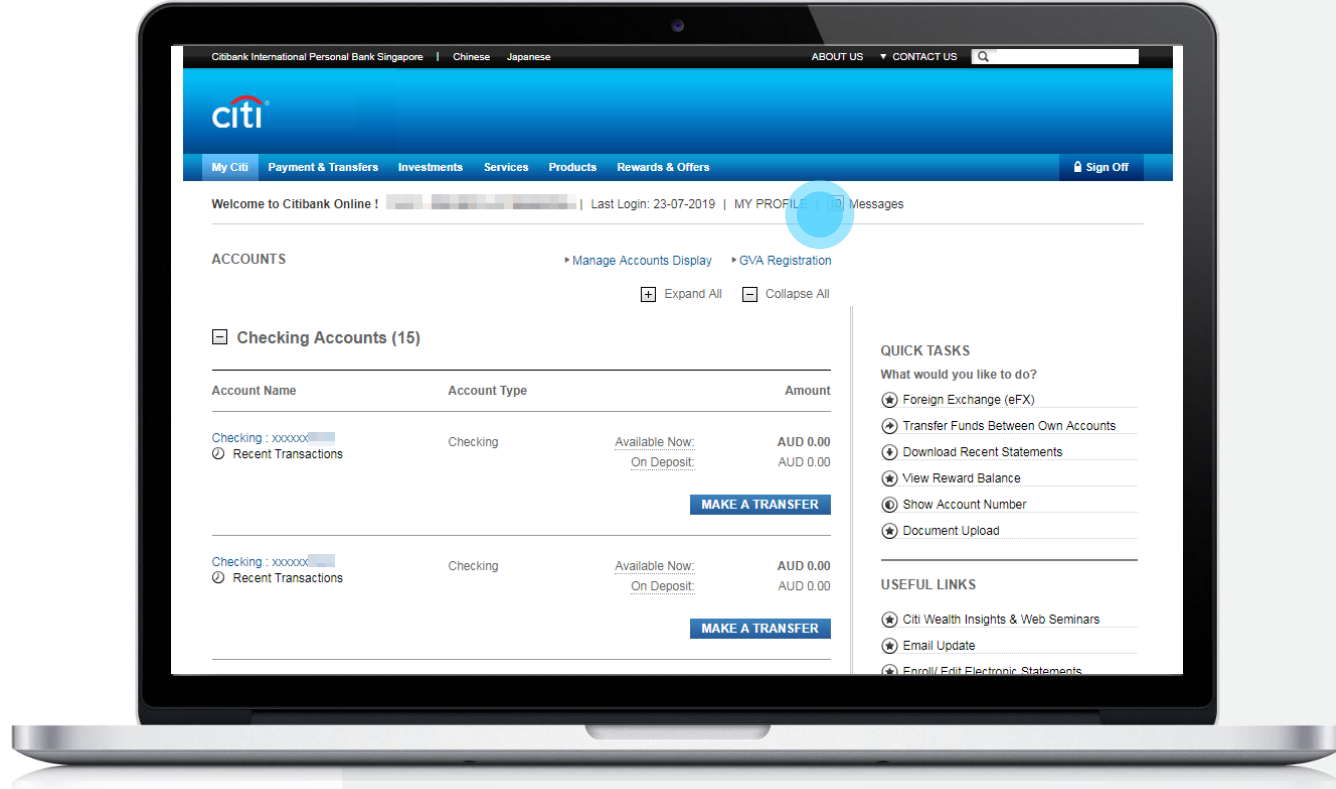 Citibank International Personal Bank Singapore | Chinese Japanese ABOUT US ▼ CONTACT US
citi
My Citi Payment & Transfers Investments Services Products Rewards & Offers Sign Off
Welcome to Citibank Online ! | Last Login: 23-07-2019 | MY PROFILE | 19 Messages
ACCOUNTS Manage Accounts Display GVA Registration
Expand All Collapse All
Checking Accounts (15)
Account Name Account Type Amount
Checking : xxxxxx Checking Available Now: AUD 0.00
Recent Transactions On Deposit: AUD 0.00
MAKE A TRANSFER
Checking : xxxxxx Checking Available Now: AUD 0.00
Recent Transactions On Deposit: AUD 0.00
MAKE A TRANSFER
QUICK TASKS
What would you like to do?
Foreign Exchange (eFX)
Transfer Funds Between Own Accounts
Download Recent Statements
View Reward Balance
Show Account Number
Document Upload
USEFUL LINKS
Citi Wealth Insights & Web Seminars
Email Update
Enroll/ Edit Electronic Statements